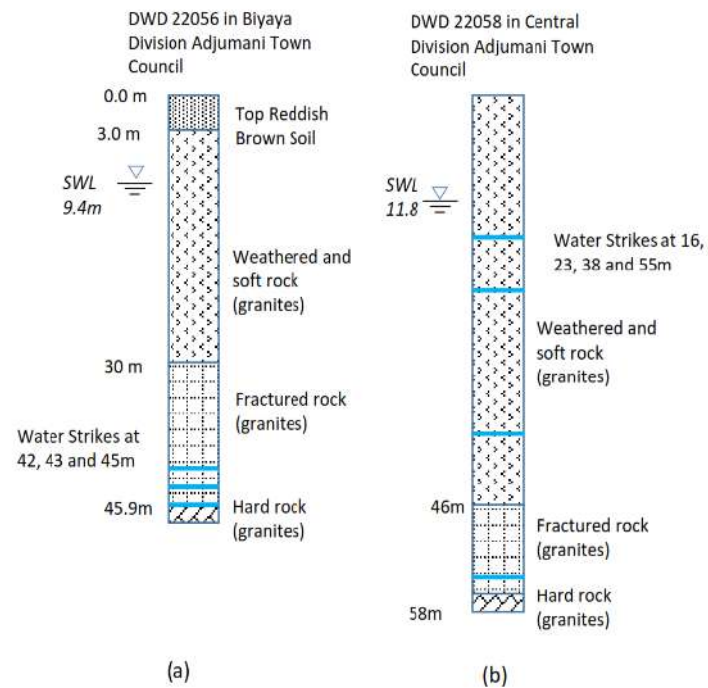 DWD 22056 in Biyaya
Division Adjumani Town
Council
0.0 m
Top Reddish
Brown Soil
3.0 m
SWL
9.4m
Weathered and
soft rock
(granites)
30 m
Fractured rock
(granites)
Water Strikes at
42, 43 and 45m
45.9m
Hard rock
(granites)
(a)
DWD 22058 in Central
Division Adjumani Town
Council
SWL
11.8
Water Strikes at 16,
23, 38 and 55m
Weathered and
soft rock
(granites)
46m
Fractured rock
(granites)
Hard rock
(granites)
58m
(b)